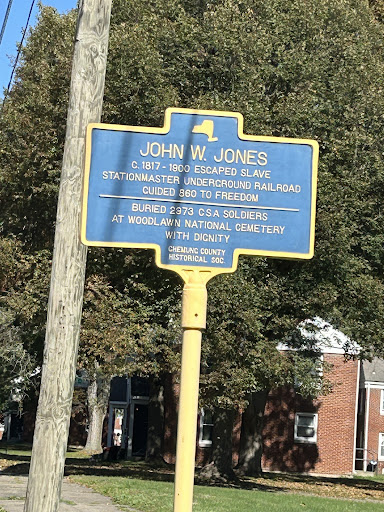 JOHN W. JONES
C. 1817 - 1900 ESCAPED SLAVE
STATIONMASTER UNDERGROUND RAILROAD
GUIDED 860 TO FREEDOM
BURIED 2973 C.S.A. SOLDIERS
AT WOODLAWN NATIONAL CEMETERY
WITH DIGNITY
CHEMUNG COUNTY
HISTORICAL SOC.